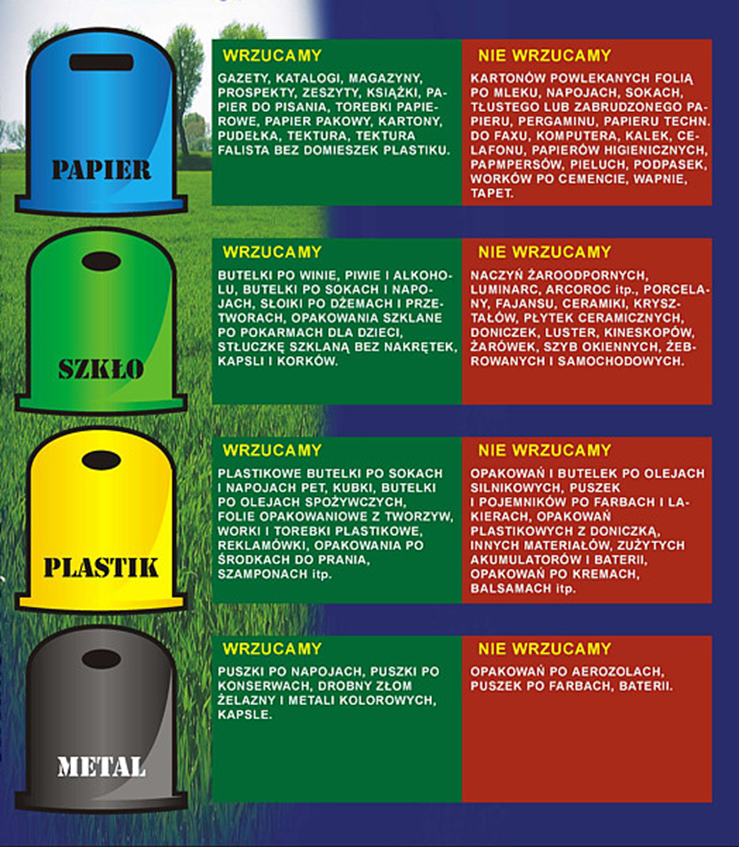 PAPIER
WRZUCAMY
GAZETY, KATALOGI, MAGAZYNY,
PROSPEKTY, ZESZYTY, KSIĄŻKI, PA-
PIER DO PISANIA, TOREBKI PAPIE-
ROWE, PAPIER PAKOWY, KARTONY,
PUDEŁKA, TEKTURA, TEKTURA
FALISTA BEZ DOMIESZEK PLASTIKU.
NIE WRZUCAMY
KARTONÓW POWLEKANYCH FOLIĄ
PO MLEKU, NAPOJACH, SOKACH,
TŁUSTEGO LUB ZABRUDZONEGO PA-
PIERU, PERGAMINU, PAPIERU TECHN.
DO FAXU, KOMPUTERA, KALEK, CE-
LAFONU, PAPIERÓW HIGIENICZNYCH,
PAPMPERSÓW, PIELUCH, PODPASEK,
WORKÓW PO CEMENCIE, WAPNIE,
TAPET.
SZKŁO
WRZUCAMY
BUTELKI PO WINIE, PIWIE I ALKOHO-
LU, BUTELKI PO SOKACH I NAPO-
JACH, SŁOIKI PO DŻEMACH I PRZE-
TWORACH, OPAKOWANIA SZKLANE
PO POKARMACH DLA DZIECI,
STŁUCZKĘ SZKLANĄ BEZ NAKRĘTEK,
KAPSLI I KORKÓW.
NIE WRZUCAMY
NACZYŃ ŻAROODPORNYCH,
LUMINARC, ARCOROC itp., PORCELA-
NY, FAJANSU, CERAMIKI, KRYSZ-
TAŁÓW, PŁYTEK CERAMICZNYCH,
DONICZEK, LUSTER, KINESKOPÓW,
ŻARÓWEK, SZYB OKIENNYCH, ŻEB-
ROWANYCH I SAMOCHODOWYCH.
PLASTIK
WRZUCAMY
PLASTIKOWE BUTELKI PO SOKACH
I NAPOJACH PET, KUBKI, BUTELKI
PO OLEJACH SPOŻYWCZYCH,
FOLIE OPAKOWANIOWE Z TWORZYW,
WORKI I TOREBKI PLASTIKOWE,
REKLAMÓWKI, OPAKOWANIA PO
ŚRODKACH DO PRANIA,
SZAMPONACH itp.
NIE WRZUCAMY
OPAKOWAŃ I BUTELEK PO OLEJACH
SILNIKOWYCH, PUSZEK
I POJEMNIKÓW PO FARBACH I LA-
KIERACH, OPAKOWAŃ
PLASTIKOWYCH Z DONICZKĄ,
INNYCH MATERIAŁÓW, ZUŻYTYCH
AKUMULATORÓW I BATERII,
OPAKOWAŃ PO KREMACH,
BALSAMACH itp.
METAL
WRZUCAMY
PUSZKI PO NAPOJACH, PUSZKI PO
KONSERWACH, DROBNY ZŁOM
ŻELAZNY I METALI KOLOROWYCH,
KAPSLE.
NIE WRZUCAMY
OPAKOWAŃ PO AEROZOLACH,
PUSZEK PO FARBACH, BATERII.